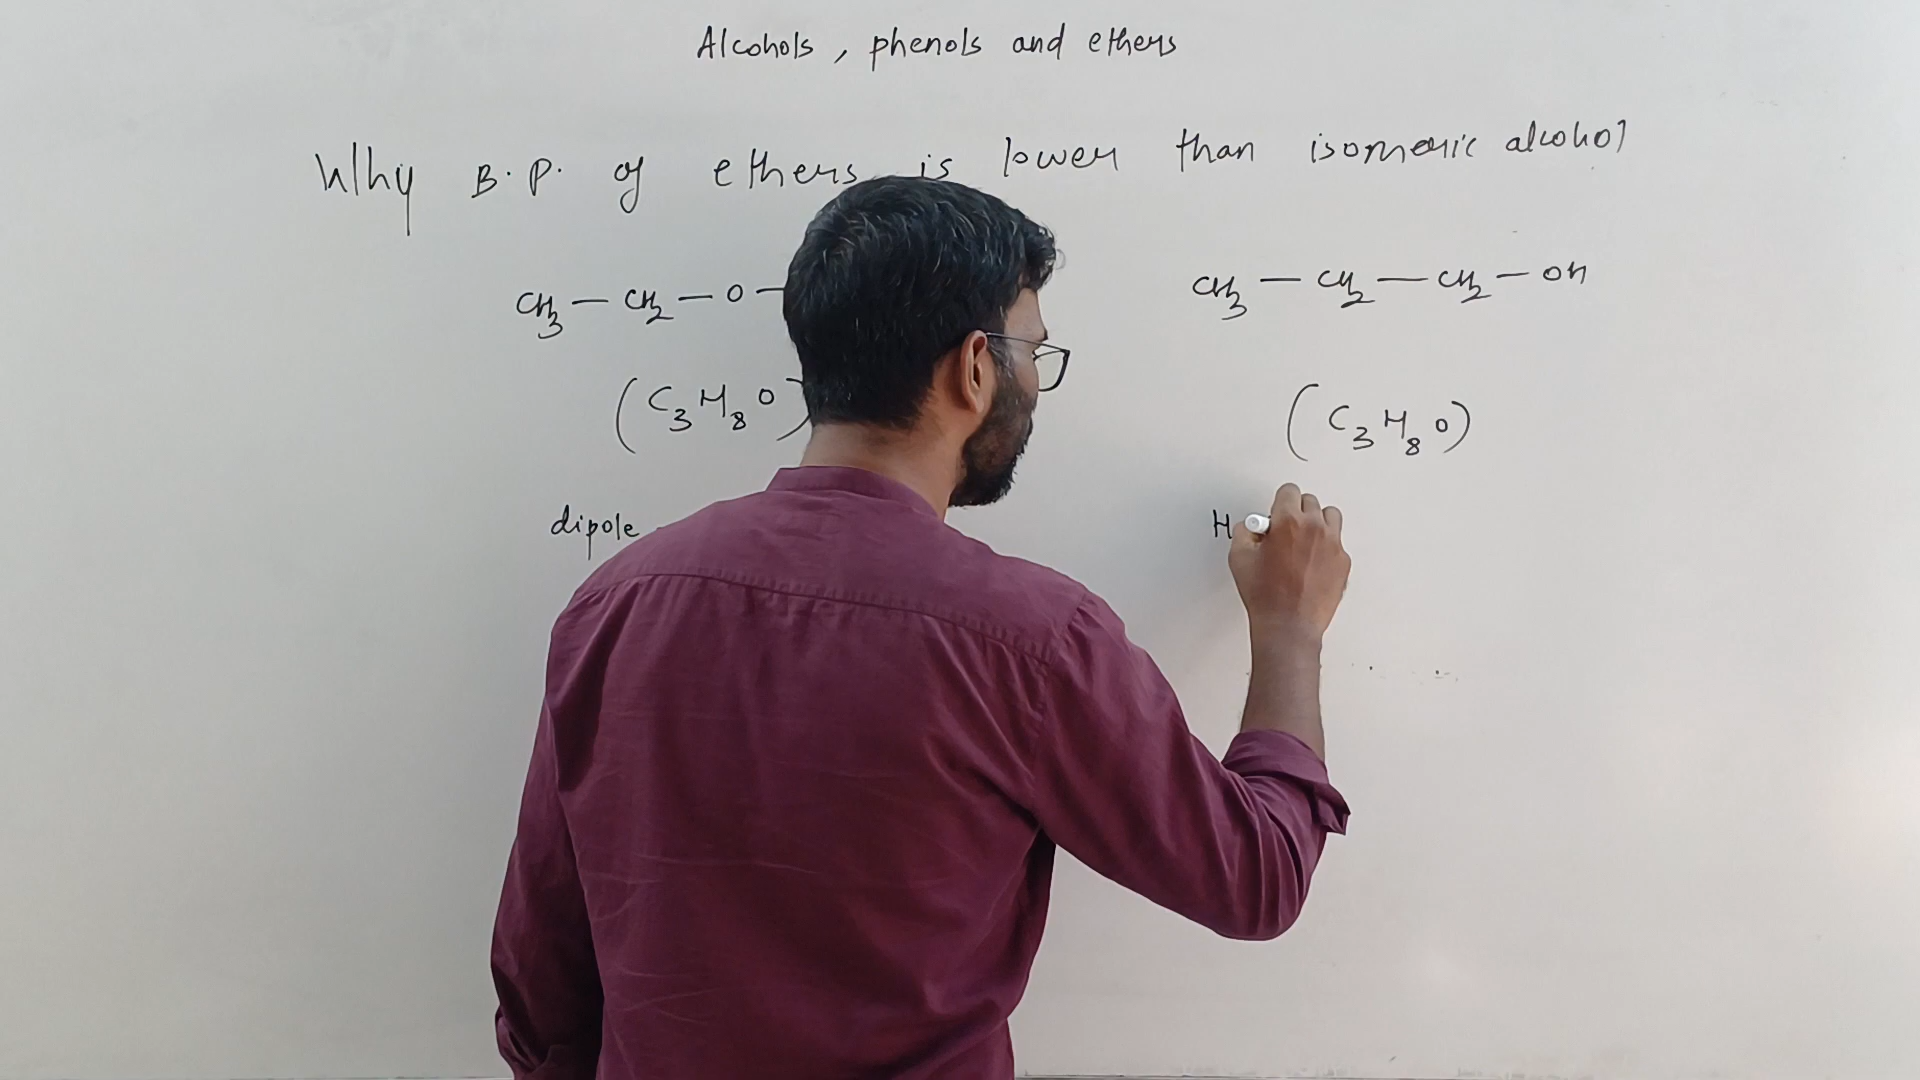 Alcohols, phenols and ethers
Why B.P. of ethers is lower than isomeric alcohol
CH3 — CH2 — O —
CH3 — CH2 — CH2 — OH
(C3H8O)
(C3H8O)
dipole
H